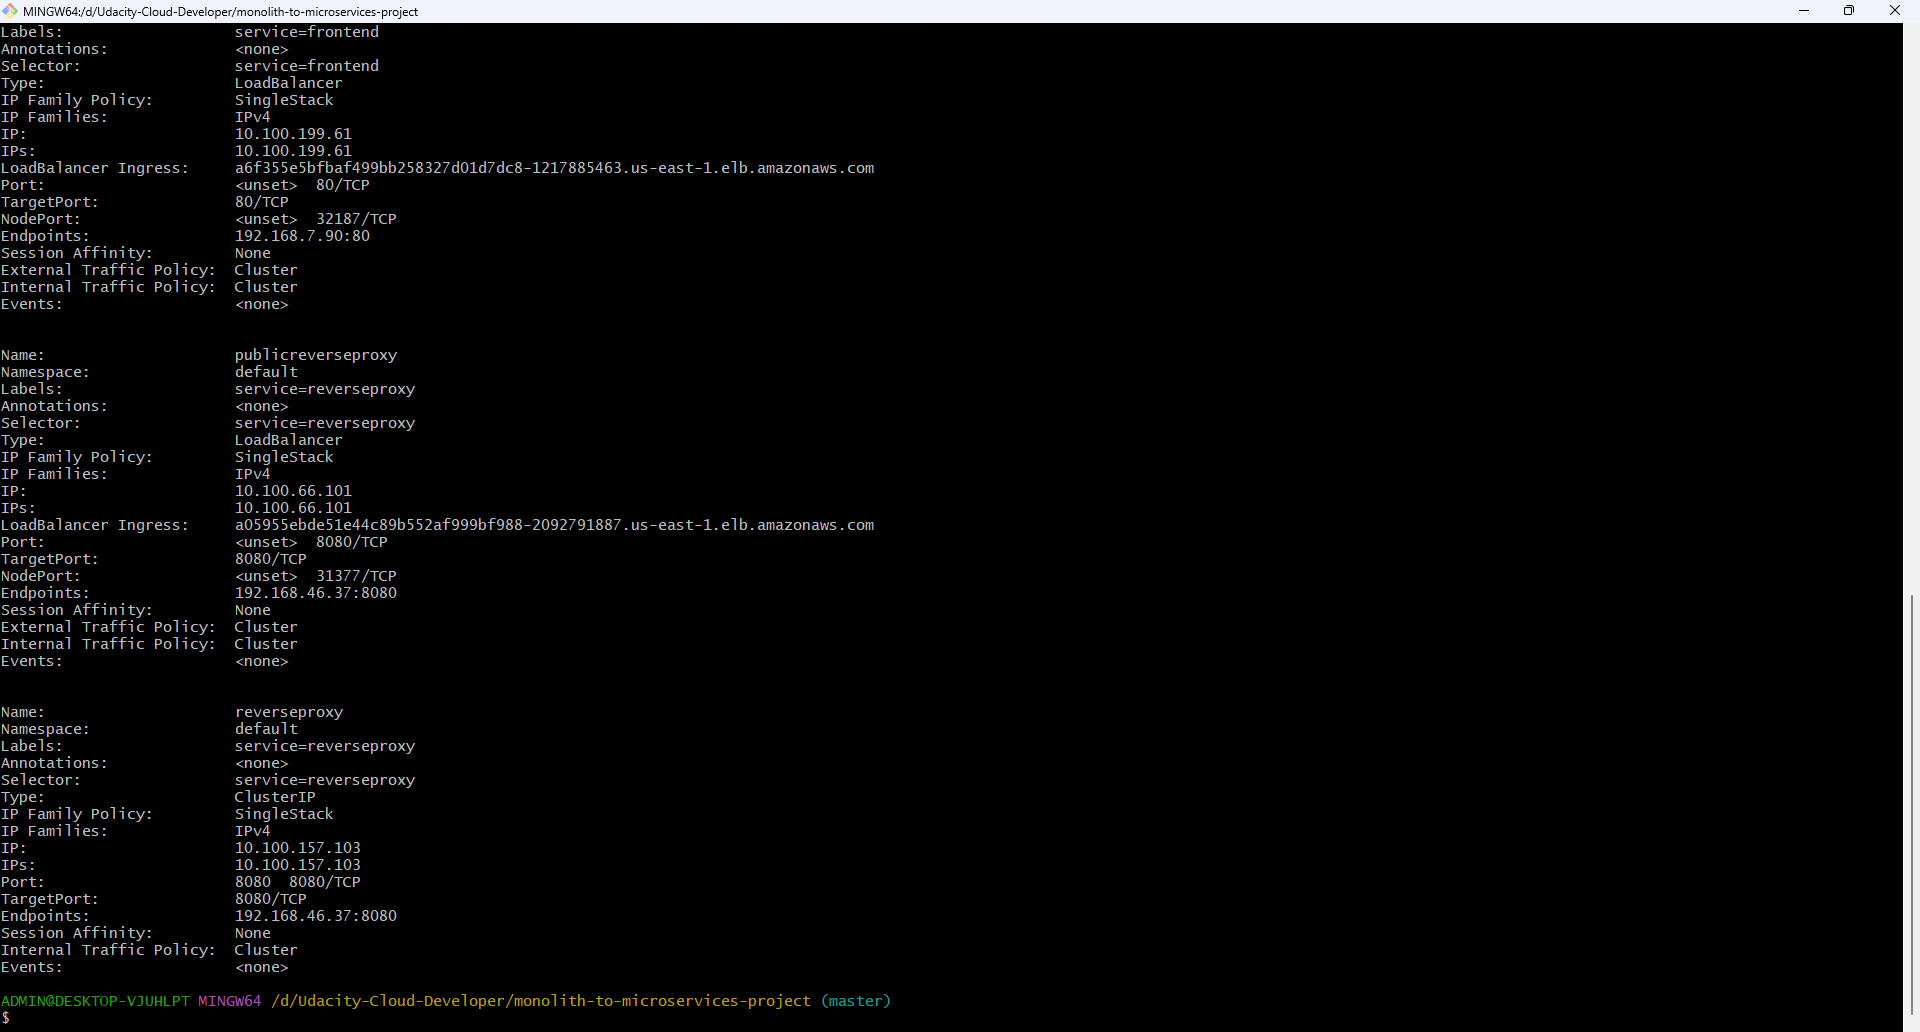 MINGW64:/d/Udacity-Cloud-Developer/monolith-to-microservices-project
Labels:                   service=frontend
Annotations:              <none>
Selector:                 service=frontend
Type:                     LoadBalancer
IP Family Policy:         SingleStack
IP Families:              IPv4
IP:                       10.100.199.61
IPs:                      10.100.199.61
LoadBalancer Ingress:     a6f355e5bfbaf499bb258327d01d7dc8-1217885463.us-east-1.elb.amazonaws.com
Port:                     <unset>  80/TCP
TargetPort:               80/TCP
NodePort:                 <unset>  32187/TCP
Endpoints:                192.168.7.90:80
Session Affinity:         None
External Traffic Policy:  Cluster
Internal Traffic Policy:  Cluster
Events:                   <none>
Name:                     publicreverseproxy
Namespace:                default
Labels:                   service=reverseproxy
Annotations:              <none>
Selector:                 service=reverseproxy
Type:                     LoadBalancer
IP Family Policy:         SingleStack
IP Families:              IPv4
IP:                       10.100.66.101
IPs:                      10.100.66.101
LoadBalancer Ingress:     a05955ebde51e44c89b552af999bf988-2092791887.us-east-1.elb.amazonaws.com
Port:                     <unset>  8080/TCP
TargetPort:               8080/TCP
NodePort:                 <unset>  31377/TCP
Endpoints:                192.168.46.37:8080
Session Affinity:         None
External Traffic Policy:  Cluster
Internal Traffic Policy:  Cluster
Events:                   <none>
Name:                     reverseproxy
Namespace:                default
Labels:                   service=reverseproxy
Annotations:              <none>
Selector:                 service=reverseproxy
Type:                     ClusterIP
IP Family Policy:         SingleStack
IP Families:              IPv4
IP:                       10.100.157.103
IPs:                      10.100.157.103
Port:                     8080  8080/TCP
TargetPort:               8080/TCP
Endpoints:                192.168.46.37:8080
Session Affinity:         None
Internal Traffic Policy:  Cluster
Events:                   <none>
ADMIN@DESKTOP-VJUHLPT MINGW64 /d/Udacity-Cloud-Developer/monolith-to-microservices-project (master)
$